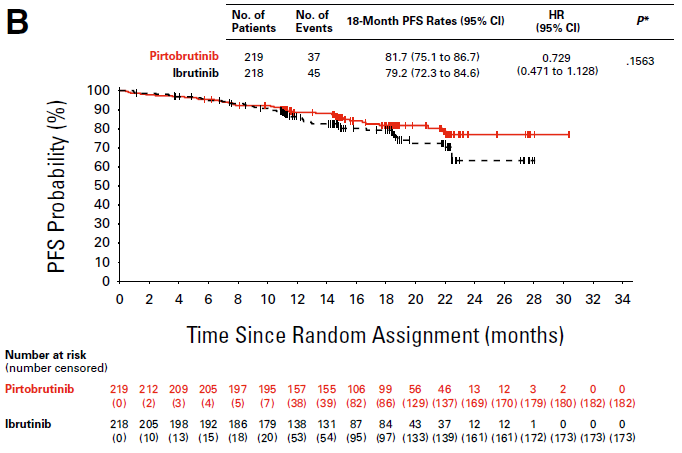 B
No. of No. of 18-Month PFS Rates (95% CI) HR P*
Patients Events (95% CI)
Pirtobrutinib 219 37 81.7 (75.1 to 86.7) 0.729 .1563
Ibrutinib 218 45 79.2 (72.3 to 84.6) (0.471 to 1.128)
PFS Probability (%)
100
90
80
70
60
50
40
30
20
10
0
0 2 4 6 8 10 12 14 16 18 20 22 24 26 28 30 32 34
Time Since Random Assignment (months)
Number at risk
(number censored)
Pirtobrutinib 219 212 209 205 197 195 157 155 106 99 56 46 13 12 3 2 0 0
(0) (2) (3) (4) (5) (7) (38) (39) (82) (86) (129) (137) (169) (170) (179) (180) (182) (182)
Ibrutinib 218 205 198 192 186 179 138 131 87 84 43 37 12 12 1 0 0 0
(0) (10) (13) (15) (18) (20) (53) (54) (95) (97) (133) (139) (161) (161) (172) (173) (173) (173)